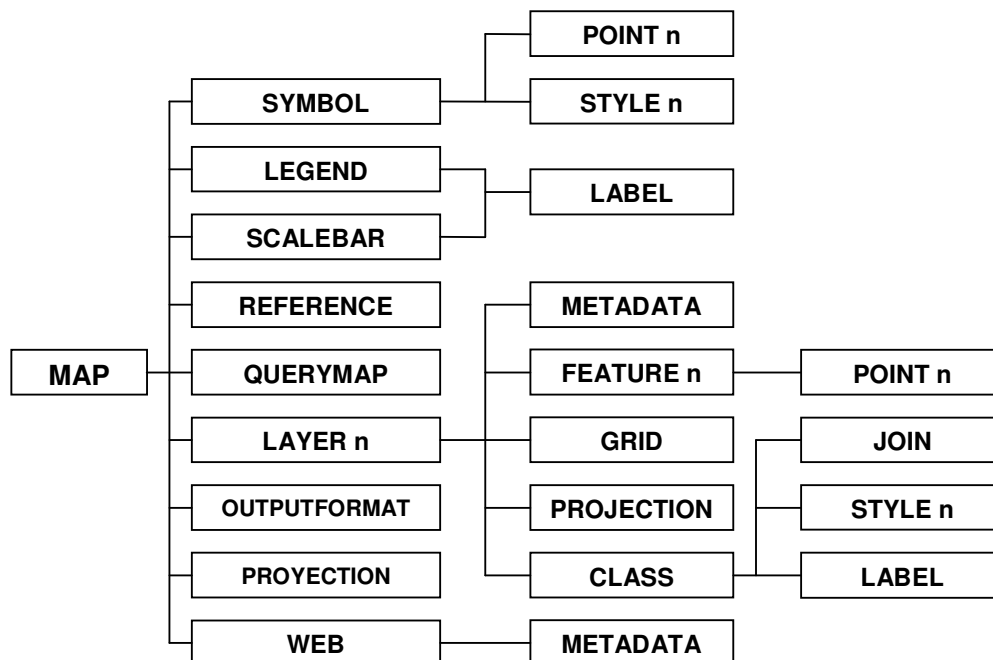 POINT n
SYMBOL
STYLE n
LEGEND
LABEL
SCALEBAR
REFERENCE
METADATA
MAP
QUERYMAP
FEATURE n
POINT n
LAYER n
GRID
JOIN
OUTPUTFORMAT
PROJECTION
STYLE n
PROYECTION
CLASS
LABEL
WEB
METADATA